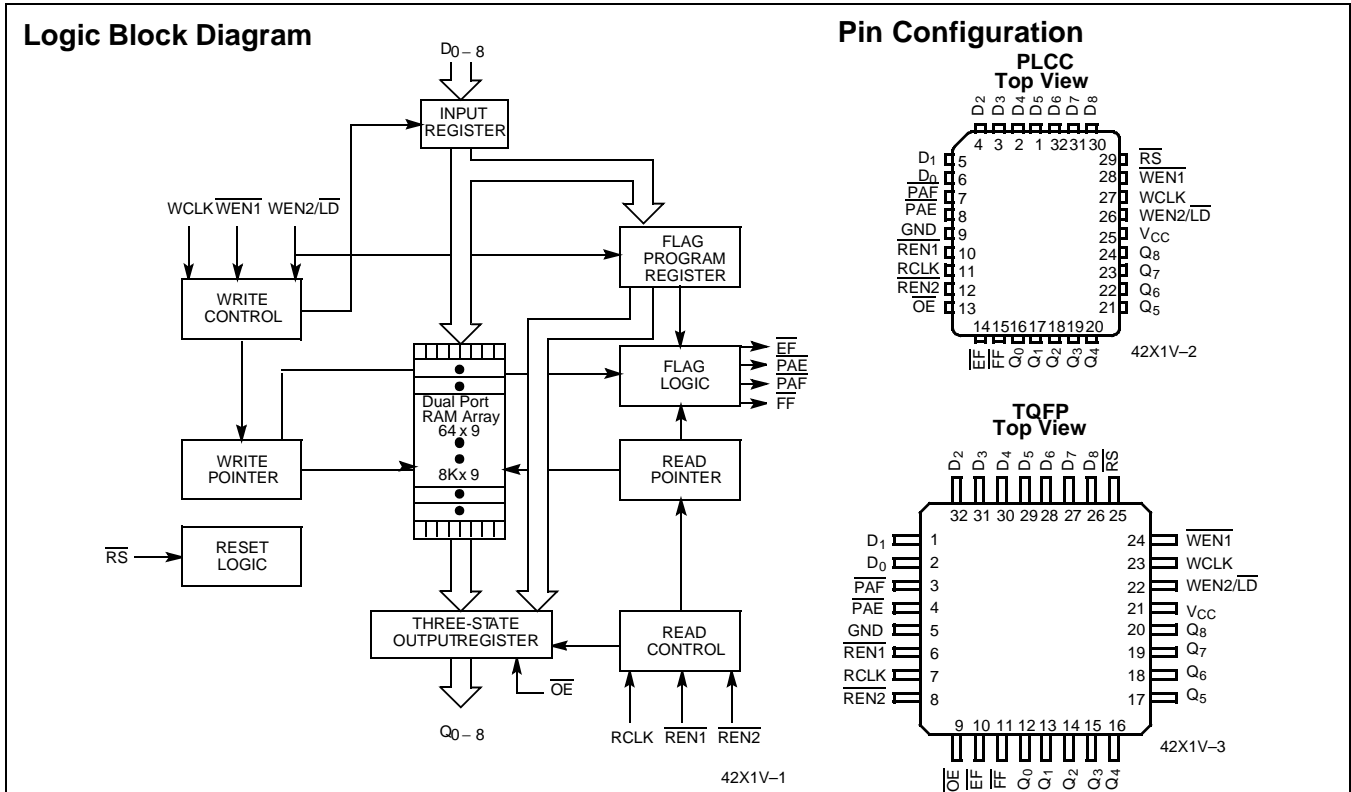 Logic Block Diagram
D0 – 8
INPUT
REGISTER
WCLK WEN1 WEN2/LD
FLAG
PROGRAM
REGISTER
WRITE
CONTROL
FLAG
LOGIC
EF
PAE
PAF
FF
Dual Port
RAM Array
64 x 9
8Kx 9
WRITE
POINTER
READ
POINTER
RS
RESET
LOGIC
THREE-STATE
OUTPUTREGISTER
READ
CONTROL
OE
Q0 – 8
RCLK REN1 REN2
42X1V–1
Pin Configuration
PLCC
Top View
D2 D3 D4 D5 D6 D7 D8
4 3 2 1 32 31 30
D1 5
D0 6
PAF 7
PAE 8
GND 9
REN1 10
RCLK 11
REN2 12
OE 13
29 RS
28 WEN1
27 WCLK
26 WEN2/LD
25 VCC
24 Q8
23 Q7
22 Q6
21 Q5
14 15 16 17 18 19 20
EF FF Q0 Q1 Q2 Q3 Q4
42X1V–2
TQFP
Top View
D2 D3 D4 D5 D6 D7 D8 RS
32 31 30 29 28 27 26 25
D1 1
D0 2
PAF 3
PAE 4
GND 5
REN1 6
RCLK 7
REN2 8
24 WEN1
23 WCLK
22 WEN2/LD
21 VCC
20 Q8
19 Q7
18 Q6
17 Q5
9 10 11 12 13 14 15 16
OE EF FF Q0 Q1 Q2 Q3 Q4
42X1V–3